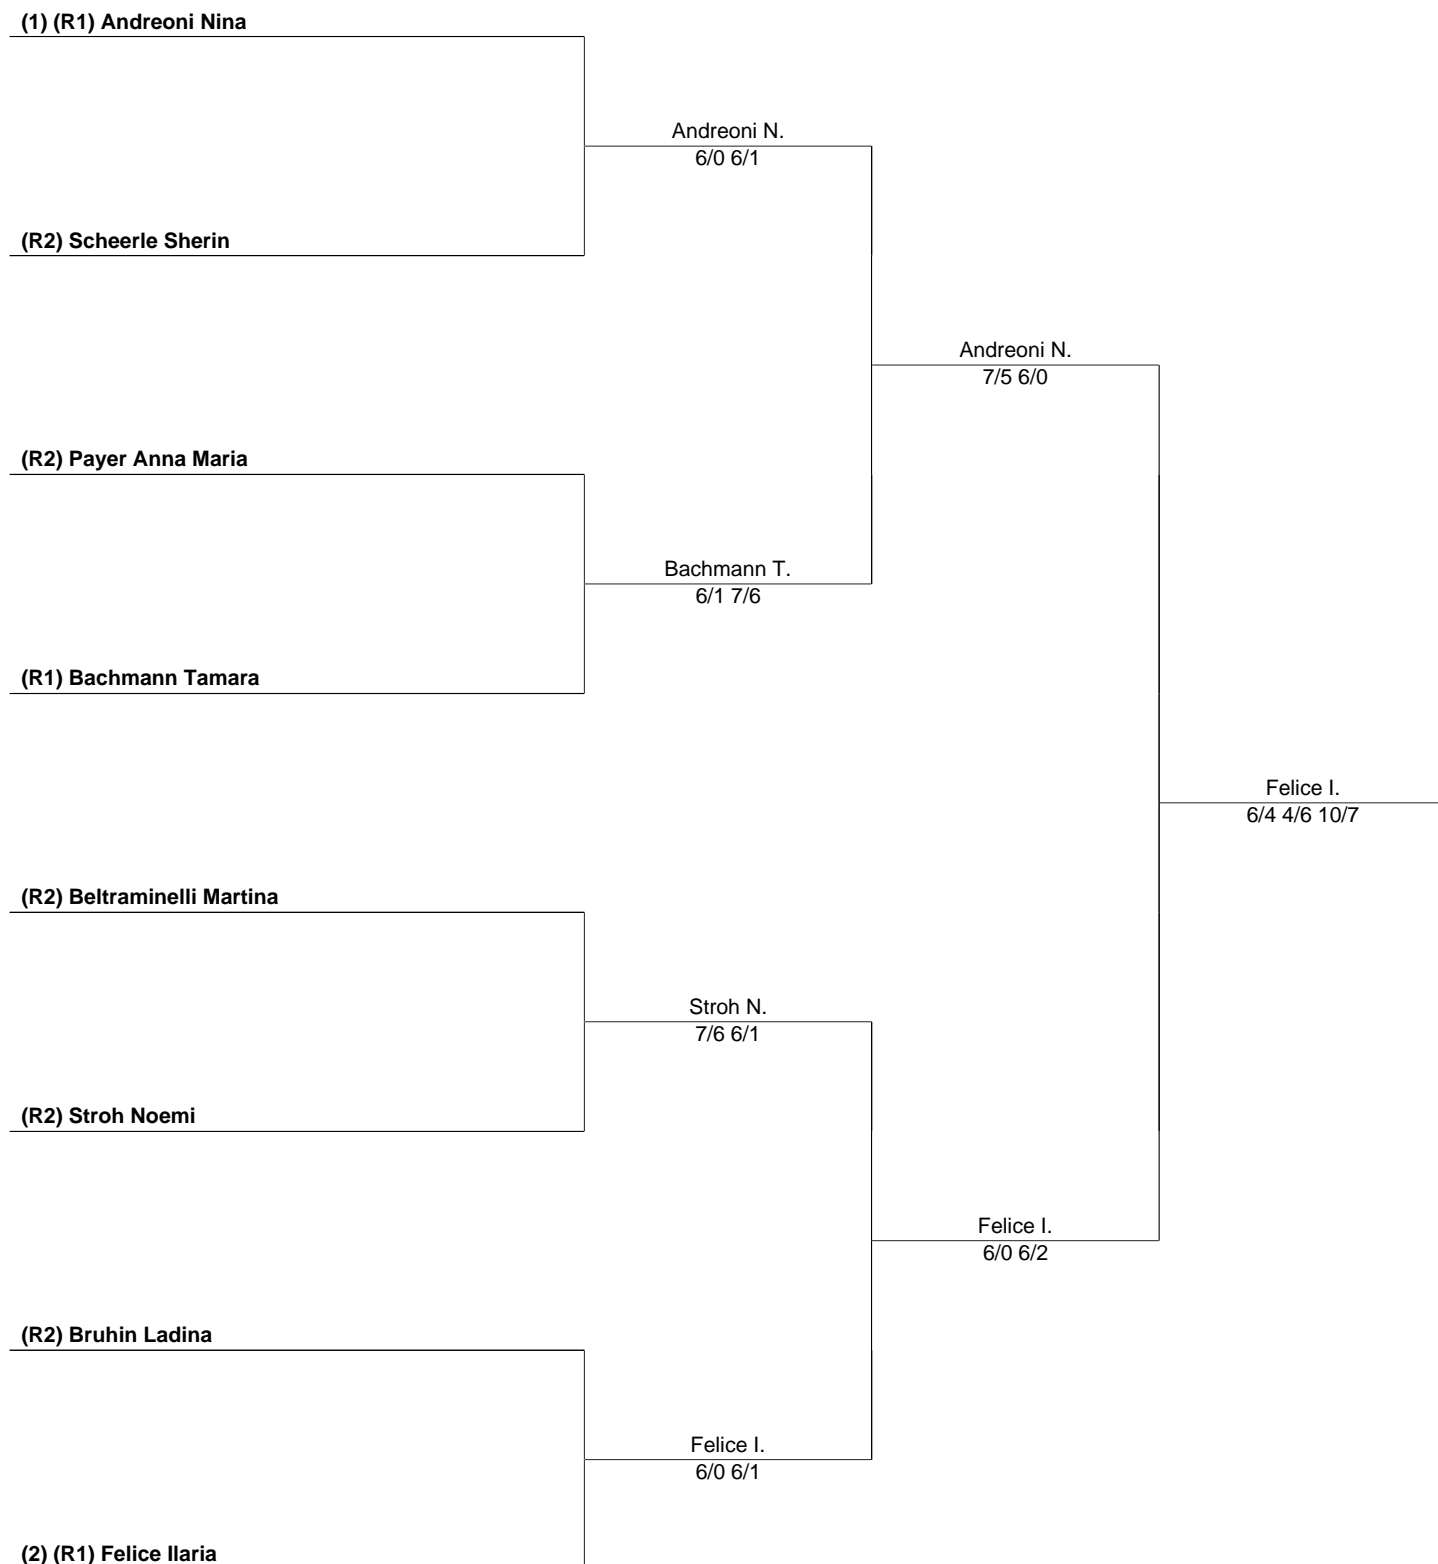 (1) (R1) Andreoni Nina
Andreoni N.
6/0 6/1
(R2) Scheerle Sherin
Andreoni N.
7/5 6/0
(R2) Payer Anna Maria
Bachmann T.
6/1 7/6
(R1) Bachmann Tamara
Felice I.
6/4 4/6 10/7
(R2) Beltraminelli Martina
Stroh N.
7/6 6/1
(R2) Stroh Noemi
Felice I.
6/0 6/2
(R2) Bruhin Ladina
Felice I.
6/0 6/1
(2) (R1) Felice Ilaria